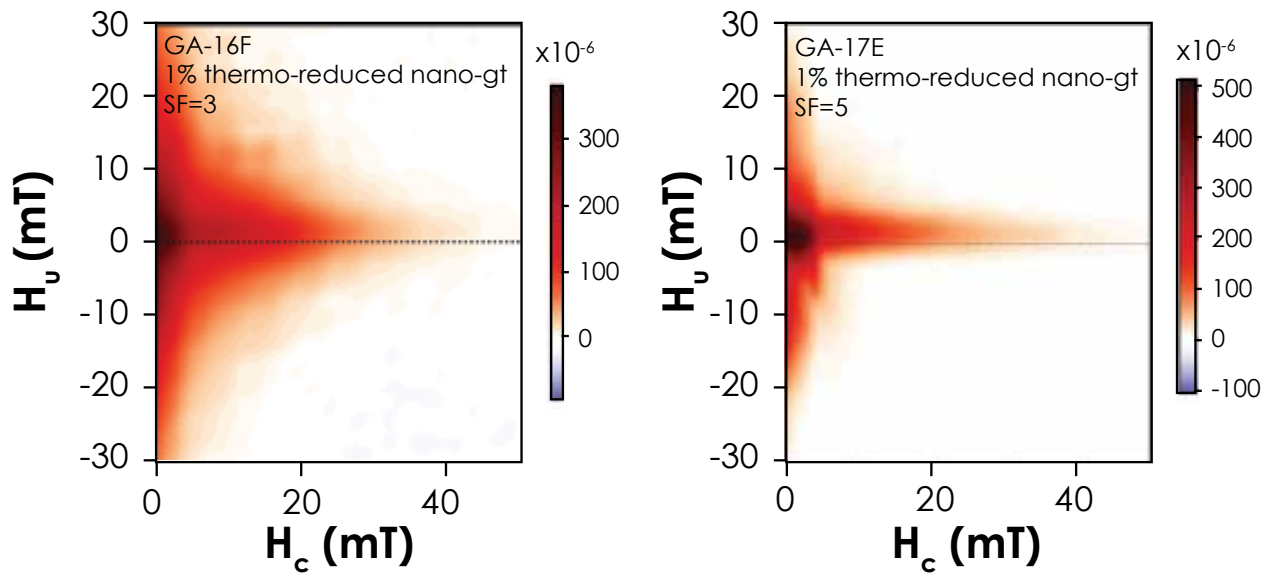 GA-16F
1% thermo-reduced nano-gt
SF=3
x10-6
300
200
100
0
30
20
10
0
-10
-20
-30
Hu (mT)
0
20
40
Hc (mT)
GA-17E
1% thermo-reduced nano-gt
SF=5
x10-6
500
400
300
200
100
0
-100
30
20
10
0
-10
-20
-30
Hu (mT)
0
20
40
Hc (mT)